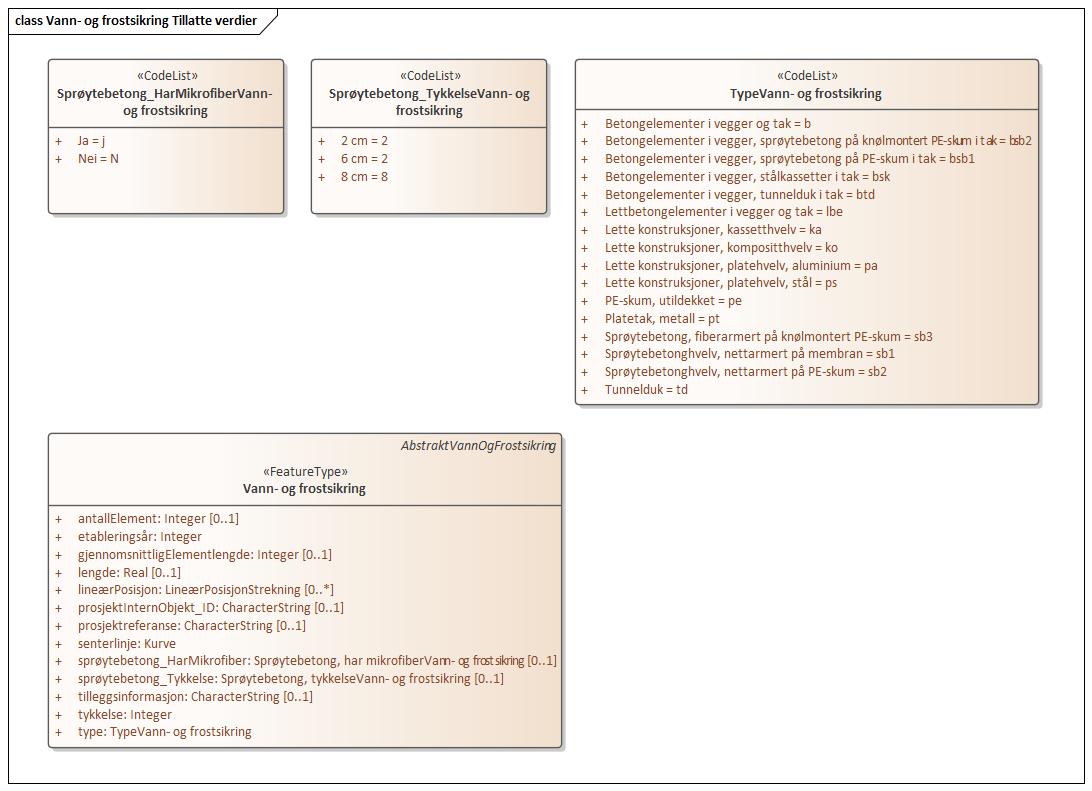 class Vann- og frostsikring Tillatte verdier
«CodeList»
Sprøytebetong_HarMikrofiberVann-
og frostsikring
+ Ja = j
+ Nei = N
«CodeList»
Sprøytebetong_TykkelseVann- og
frostsikring
+ 2 cm = 2
+ 6 cm = 2
+ 8 cm = 8
«CodeList»
TypeVann- og frostsikring
+ Betongelementer i vegger og tak = b
+ Betongelementer i vegger, sprøytebetong på knølmontert PE-skum i tak = bsb2
+ Betongelementer i vegger, sprøytebetong på PE-skum i tak = bsb1
+ Betongelementer i vegger, stålkassetter i tak = bsk
+ Betongelementer i vegger, tunnelduk i tak = btd
+ Lettbetongelementer i vegger og tak = lbe
+ Lette konstruksjoner, kassetthvelv = ka
+ Lette konstruksjoner, kompositthvelv = ko
+ Lette konstruksjoner, platehvelv, aluminium = pa
+ Lette konstruksjoner, platehvelv, stål = ps
+ PE-skum, utildekket = pe
+ Platetak, metall = pt
+ Sprøytebetong, fiberarmert på knølmontert PE-skum = sb3
+ Sprøytebetonghvelv, nettarmert på membran = sb1
+ Sprøytebetonghvelv, nettarmert på PE-skum = sb2
+ Tunnelduk = td
AbstraktVannOgFrostsikring
«FeatureType»
Vann- og frostsikring
+ antallElement: Integer [0..1]
+ etableringsår: Integer
+ gjennomsnittligElementlengde: Integer [0..1]
+ lengde: Real [0..1]
+ lineærPosisjon: LineærPosisjonStrekning [0..*]
+ prosjektInternObjekt_ID: CharacterString [0..1]
+ prosjektreferanse: CharacterString [0..1]
+ senterlinje: Kurve
+ sprøytebetong_HarMikrofiber: Sprøytebetong, har mikrofiberVann- og frostsikring [0..1]
+ sprøytebetong_Tykkelse: Sprøytebetong, tykkelseVann- og frostsikring [0..1]
+ tilleggsinformasjon: CharacterString [0..1]
+ tykkelse: Integer
+ type: TypeVann- og frostsikring